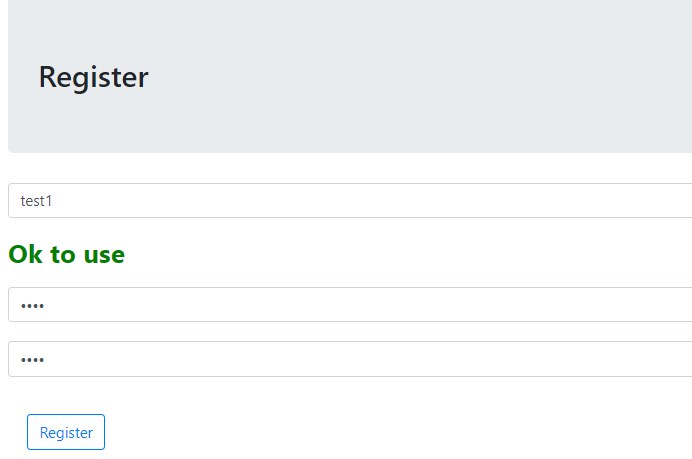 Register
test1
Ok to use
••••
••••
Register